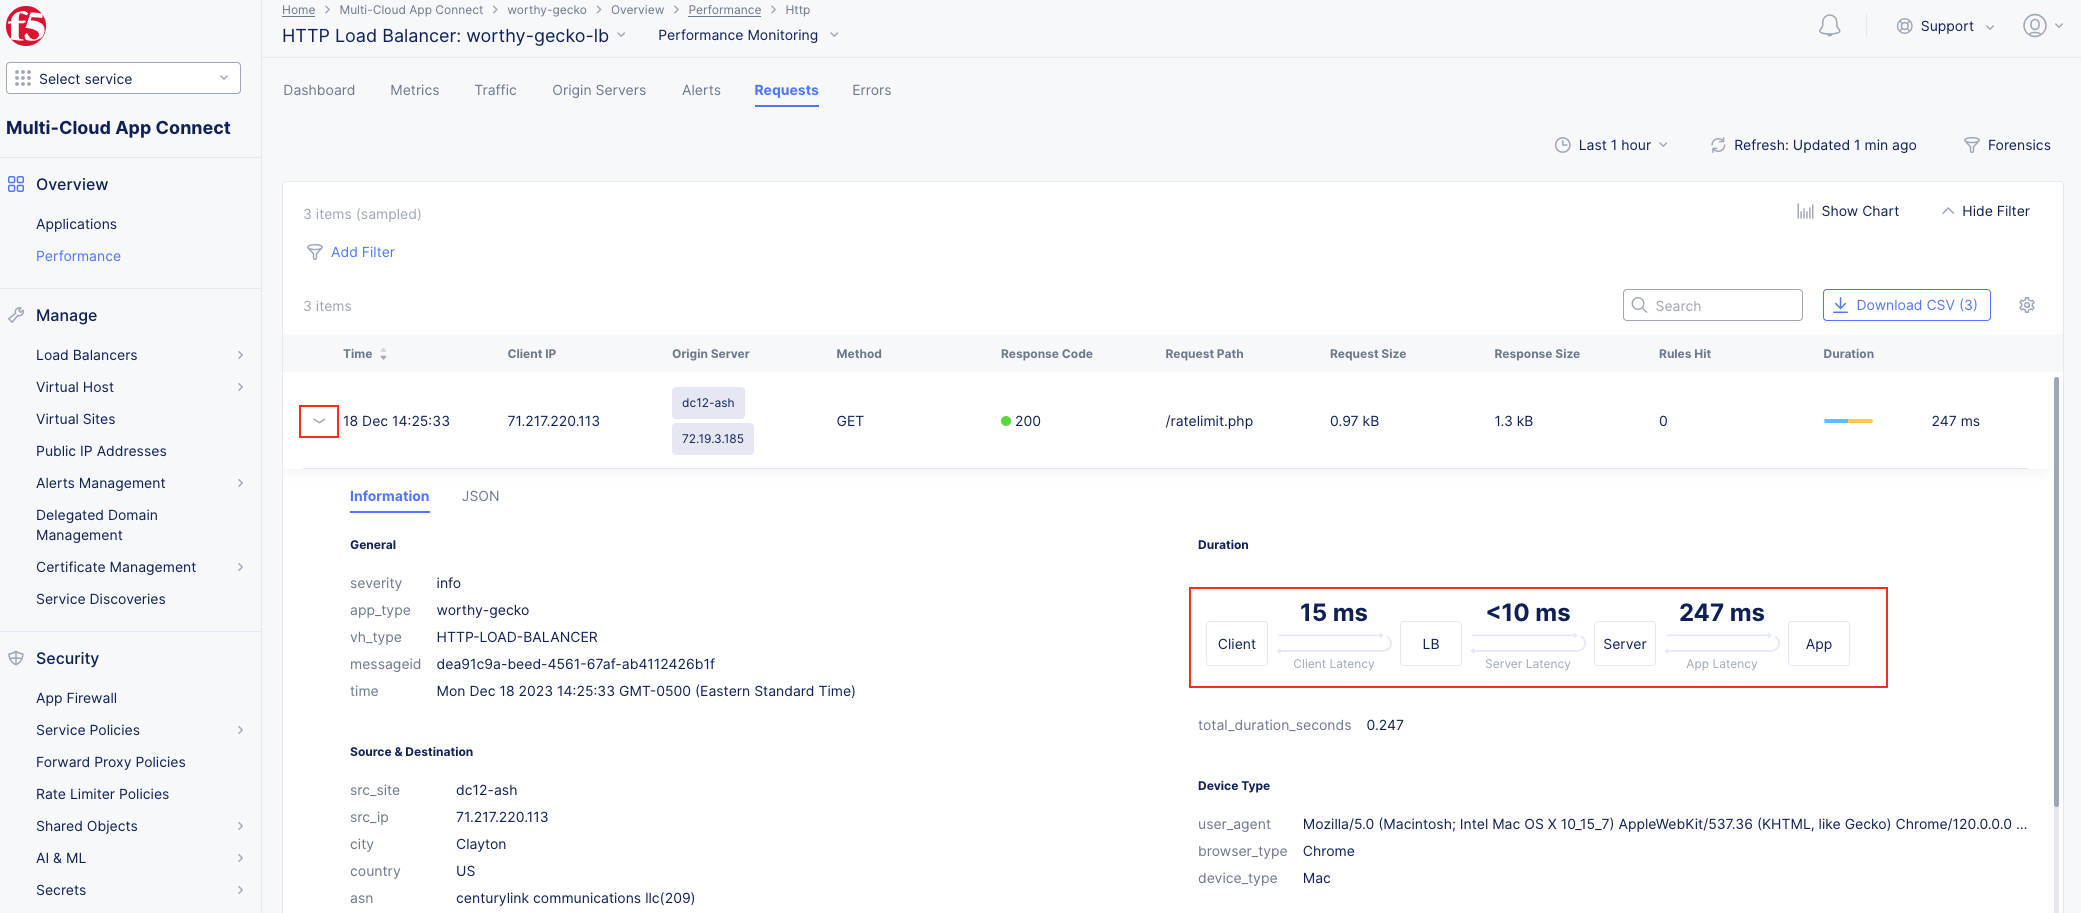 f5
Home > Multi-Cloud App Connect > worthy-gecko > Overview > Performance > Http
HTTP Load Balancer: worthy-gecko-lb
Performance Monitoring
Support
Select service
Multi-Cloud App Connect
Overview
Applications
Performance
Manage
Load Balancers
Virtual Host
Virtual Sites
Public IP Addresses
Alerts Management
Delegated Domain
Management
Certificate Management
Service Discoveries
Security
App Firewall
Service Policies
Forward Proxy Policies
Rate Limiter Policies
Shared Objects
AI & ML
Secrets
Dashboard Metrics Traffic Origin Servers Alerts Requests Errors
Last 1 hour Refresh: Updated 1 min ago Forensics
3 items (sampled)
Show Chart Hide Filter
Add Filter
3 items
Search
Download CSV (3)
Time Client IP Origin Server Method Response Code Request Path Request Size Response Size Rules Hit Duration
18 Dec 14:25:33 71.217.220.113 dc12-ash 72.19.3.185 GET 200 /ratelimit.php 0.97 kB 1.3 kB 0 247 ms
Information JSON
General
severity info
app_type worthy-gecko
vh_type HTTP-LOAD-BALANCER
messageid dea91c9a-beed-4561-67af-ab4112426b1f
time Mon Dec 18 2023 14:25:33 GMT-0500 (Eastern Standard Time)
Source & Destination
src_site dc12-ash
src_ip 71.217.220.113
city Clayton
country US
asn centurylink communications llc(209)
Duration
15 ms <10 ms 247 ms
Client LB Server App
Client Latency Server Latency App Latency
total_duration_seconds 0.247
Device Type
user_agent Mozilla/5.0 (Macintosh; Intel Mac OS X 10_15_7) AppleWebKit/537.36 (KHTML, like Gecko) Chrome/120.0.0.0 ...
browser_type Chrome
device_type Mac